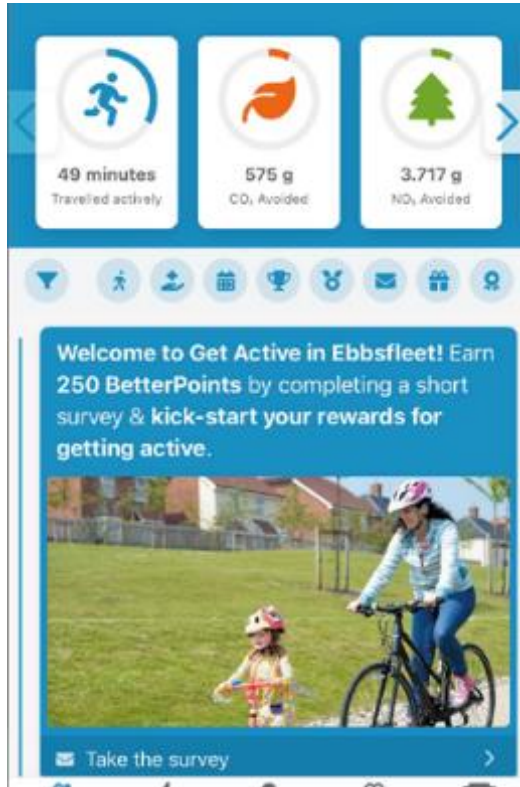 49 minutes
Travelled actively
575 g
CO₂ Avoided
3.717 g
NOₓ Avoided
Welcome to Get Active in Ebbsfleet! Earn
250 BetterPoints by completing a short
survey & kick-start your rewards for
getting active.
Take the survey